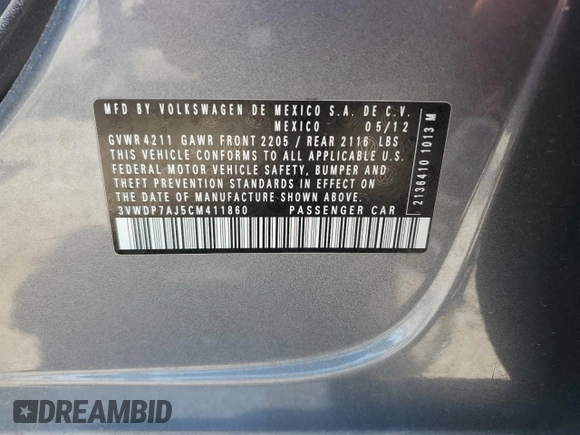 MFD BY VOLKSWAGEN DE MEXICO S.A. DE C.V.
MEXICO 05/12
GVWR 4211 GAWR FRONT 2205 / REAR 2116 LBS
THIS VEHICLE CONFORMS TO ALL APPLICABLE U.S.
FEDERAL MOTOR VEHICLE SAFETY, BUMPER AND
THEFT PREVENTION STANDARDS IN EFFECT ON
THE DATE OF MANUFACTURE SHOWN ABOVE
3VWDP7AJ5CM411860 PASSENGER CAR
2136410 1013 M
DREAMBID